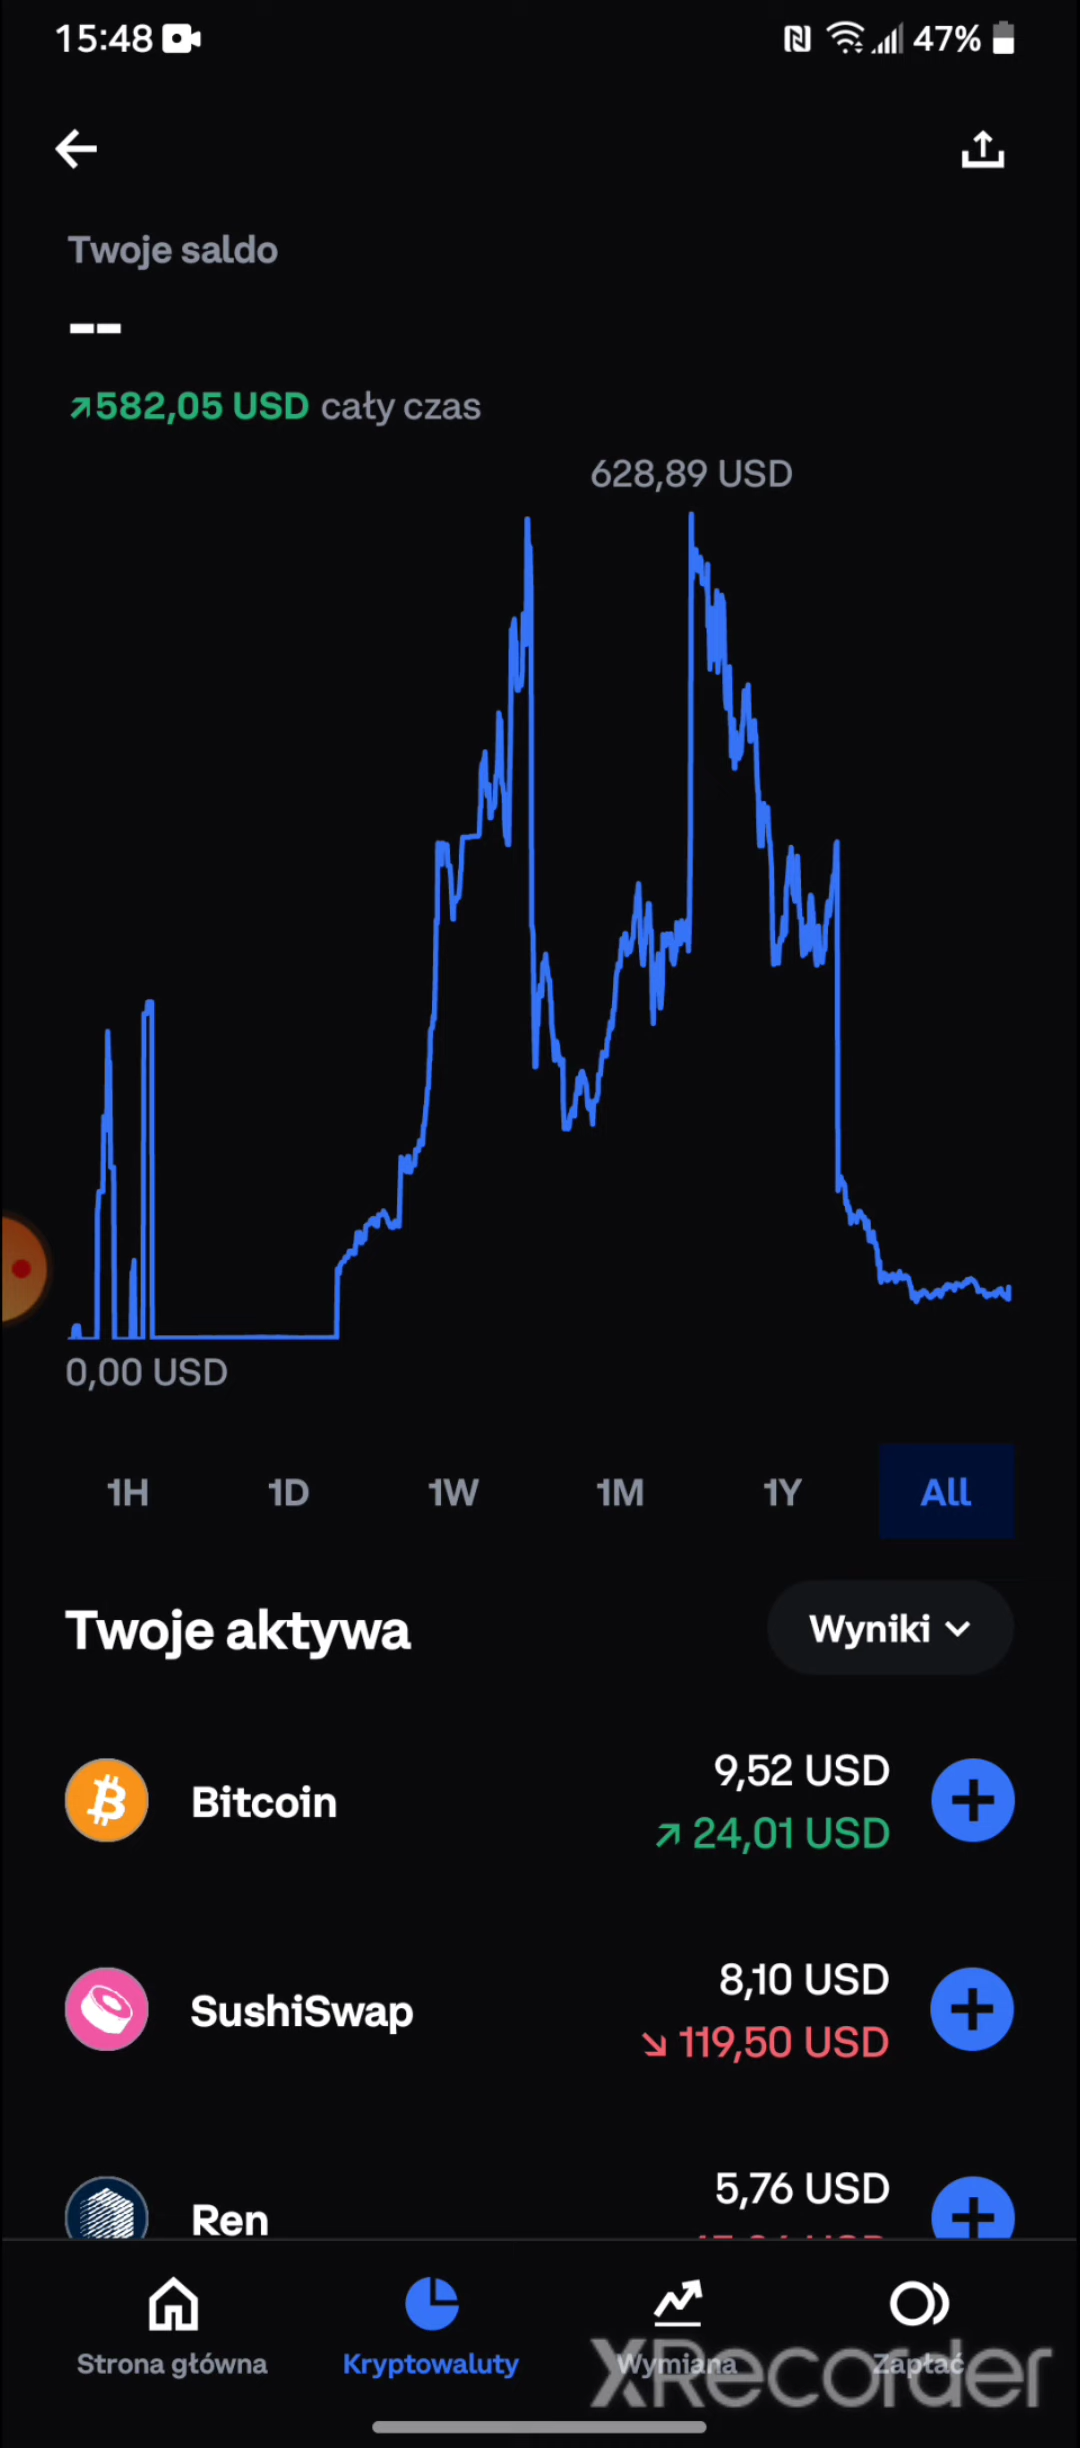 15:48 47%
Twoje saldo
--
↗582,05 USD cały czas
628,89 USD
0,00 USD
1H 1D 1W 1M 1Y All
Twoje aktywa Wyniki
Bitcoin 9,52 USD
↗ 24,01 USD
SushiSwap 8,10 USD
↘ 119,50 USD
Ren 5,76 USD
Strona główna Kryptowaluty Wymiana Zapłać
XRecorder